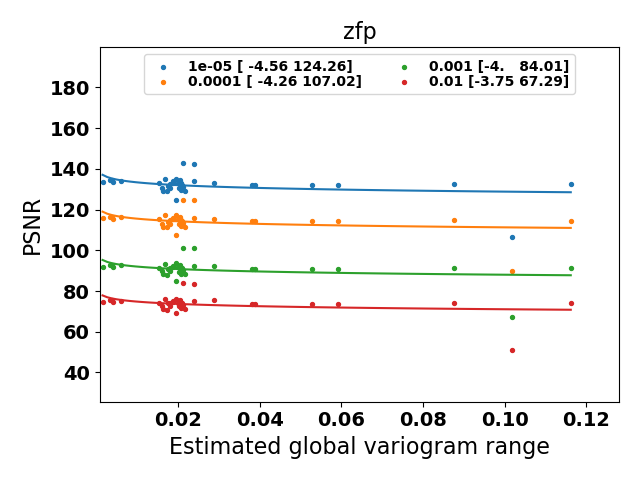 zfp
1e-05 [ -4.56 124.26]
0.0001 [ -4.26 107.02]
0.001 [-4.   84.01]
0.01 [-3.75 67.29]
PSNR
180
160
140
120
100
80
60
40
0.02 0.04 0.06 0.08 0.10 0.12
Estimated global variogram range